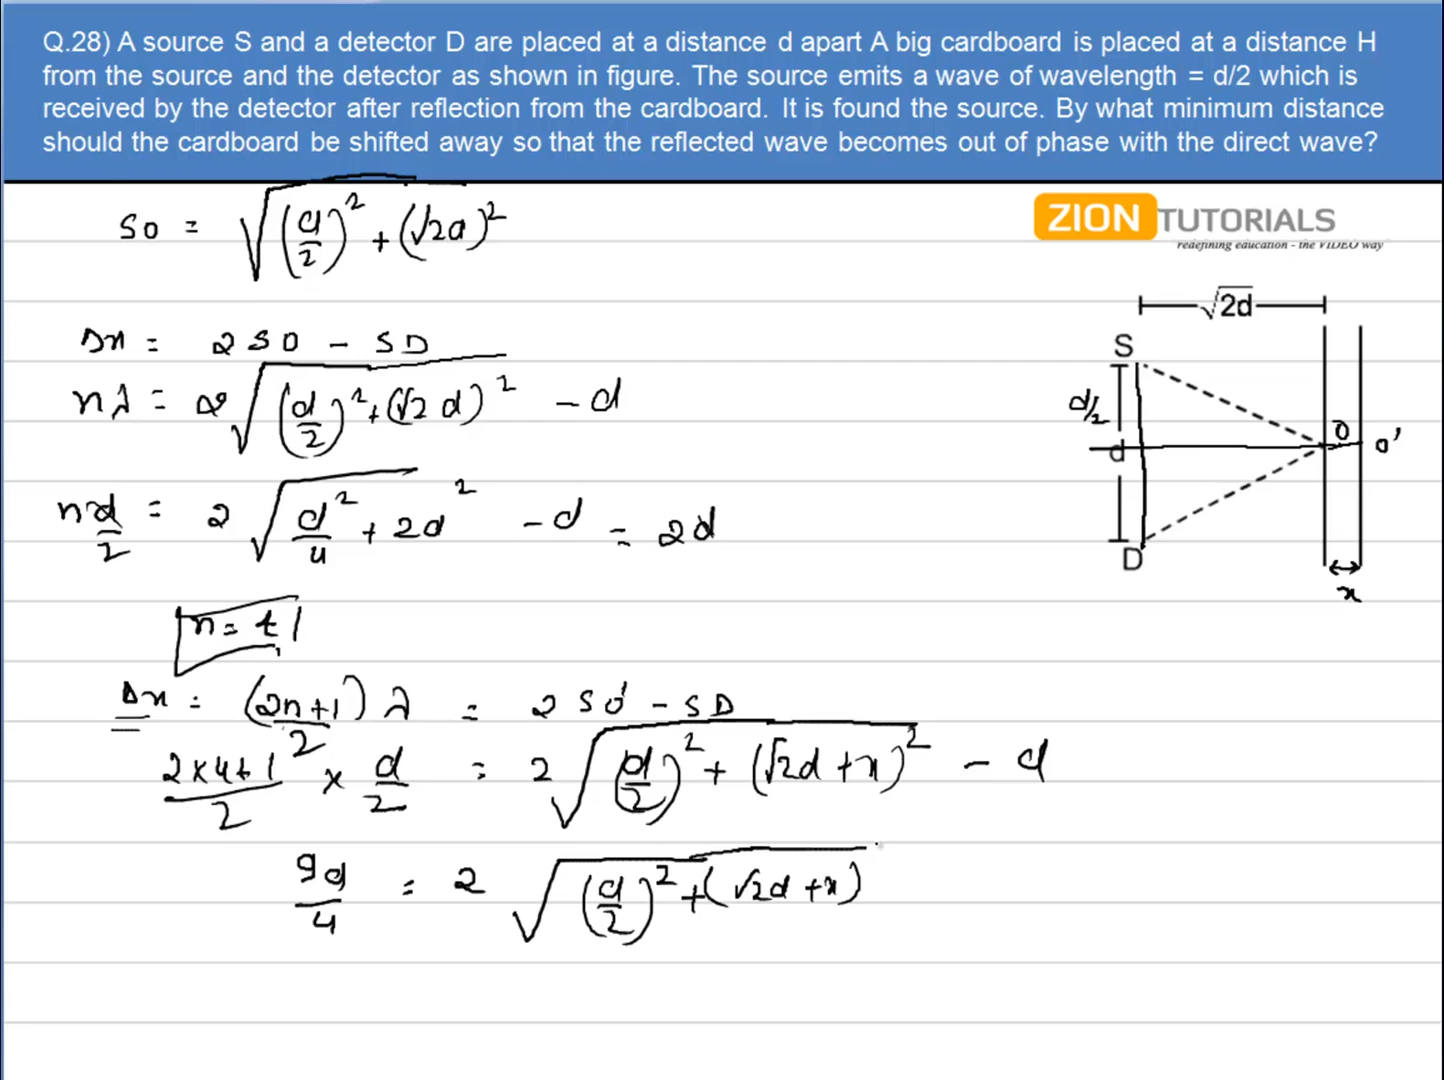 Q.28) A source S and a detector D are placed at a distance d apart A big cardboard is placed at a distance H
from the source and the detector as shown in figure. The source emits a wave of wavelength = d/2 which is
received by the detector after reflection from the cardboard. It is found the source. By what minimum distance
should the cardboard be shifted away so that the reflected wave becomes out of phase with the direct wave?
ZION TUTORIALS
redefining education - the VIDEO way
SO = √((d/2)² + (√2d)²)
Δx = 2SO - SD
nλ = 2√((d/2)² + (√2 d)²) - d
n d/2 = 2√(d²/4 + 2d²) - d = 2d
n = 4
Δx = (2n+1)/2 λ = 2SO' - SD
2×4+1/2 × d/2 = 2√((d/2)² + (√2d + x)²) - d
9d/4 = 2√((d/2)² + (√2d + x)
√2d
S
d/2
d
O
O'
D
x